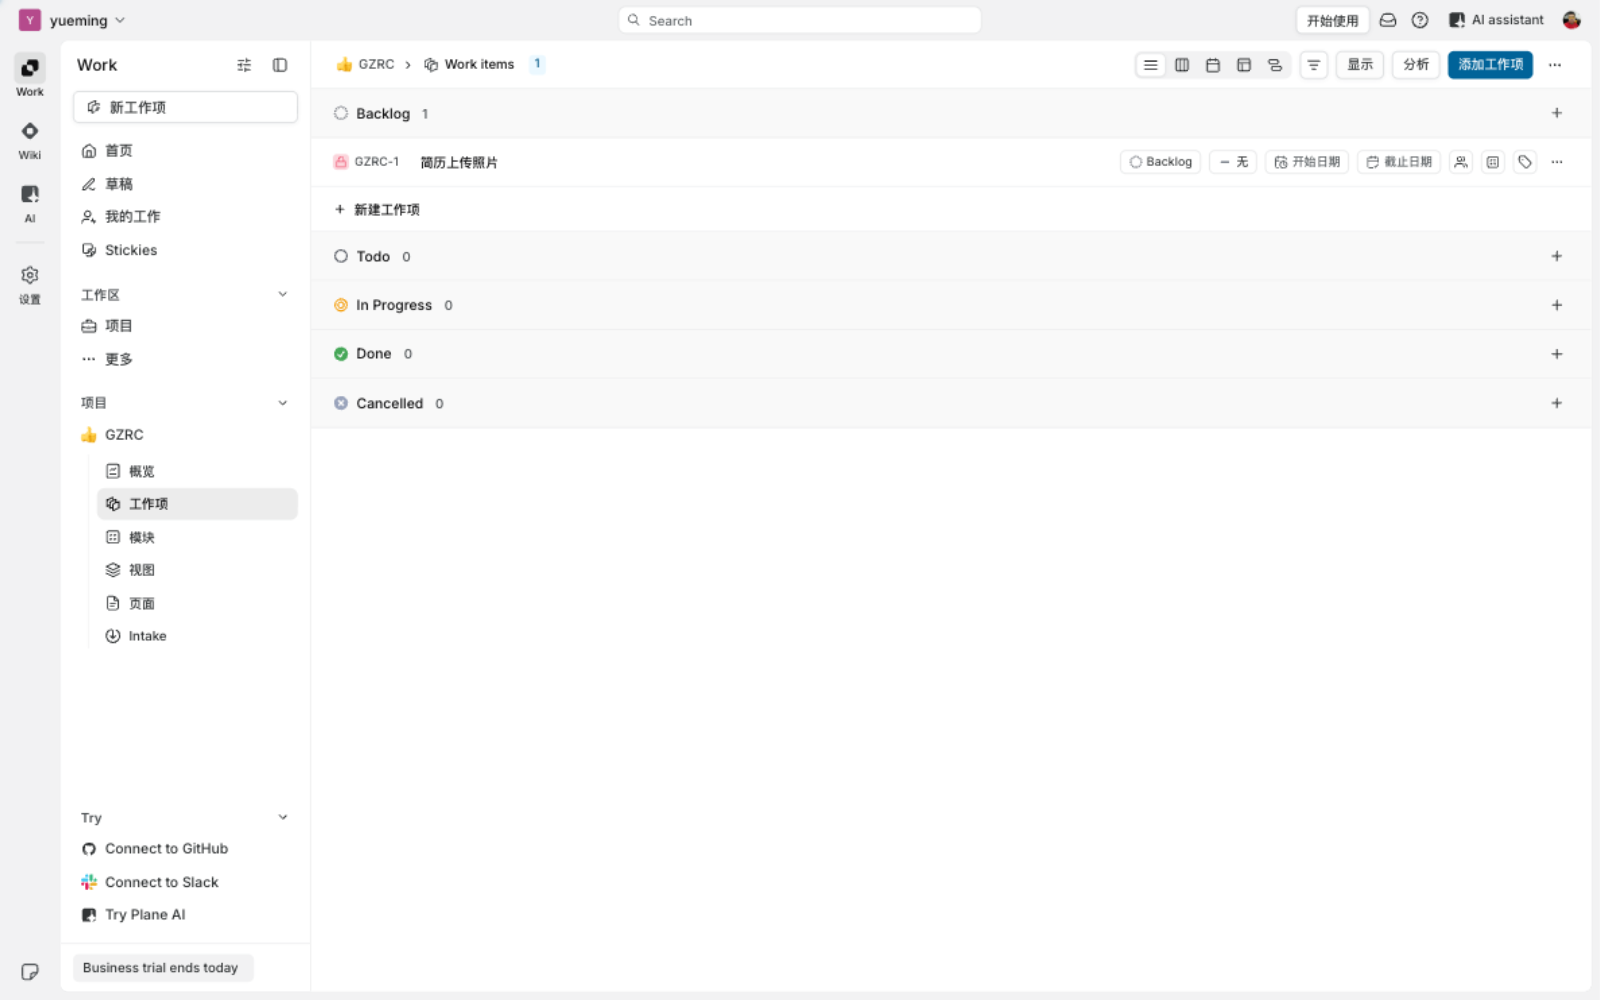 Y yueming
Search
开始使用
AI assistant
Work
Wiki
AI
设置
Work
新工作项
首页
草稿
我的工作
Stickies
工作区
项目
更多
项目
GZRC
概览
工作项
模块
视图
页面
Intake
Try
Connect to GitHub
Connect to Slack
Try Plane AI
Business trial ends today
GZRC > Work items 1
显示
分析
添加工作项
Backlog 1
GZRC-1 简历上传照片 Backlog 无 开始日期 截止日期
新建工作项
Todo 0
In Progress 0
Done 0
Cancelled 0